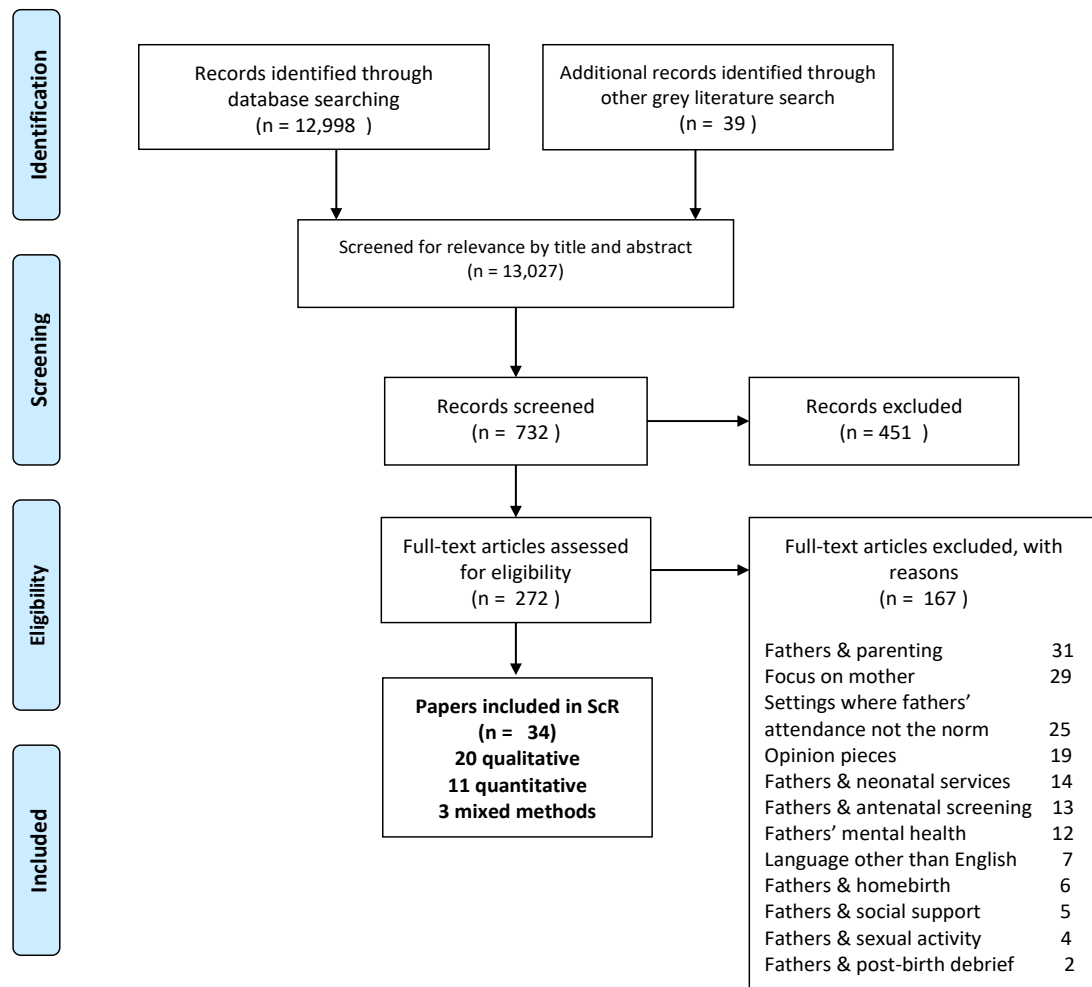 Identification
Records identified through
database searching
(n = 12,998 )
Additional records identified through
other grey literature search
(n = 39 )
Screened for relevance by title and abstract
(n = 13,027)
Screening
Records screened
(n = 732 )
Records excluded
(n = 451 )
Eligibility
Full-text articles assessed
for eligibility
(n = 272 )
Full-text articles excluded, with
reasons
(n = 167 )
Fathers & parenting 31
Focus on mother 29
Settings where fathers’
attendance not the norm 25
Opinion pieces 19
Fathers & neonatal services 14
Fathers & antenatal screening 13
Fathers’ mental health 12
Language other than English 7
Fathers & homebirth 6
Fathers & social support 5
Fathers & sexual activity 4
Fathers & post-birth debrief 2
Included
Papers included in ScR
(n = 34)
20 qualitative
11 quantitative
3 mixed methods